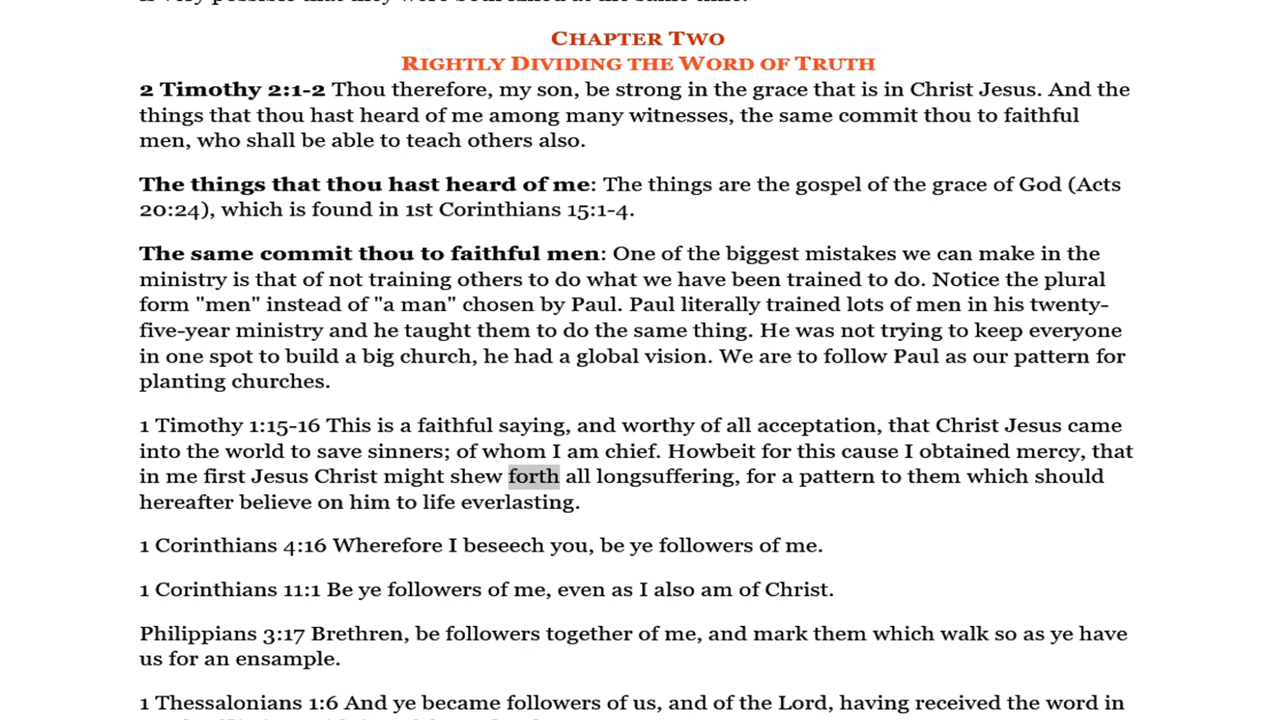 CHAPTER TWO
RIGHTLY DIVIDING THE WORD OF TRUTH
2 Timothy 2:1-2 Thou therefore, my son, be strong in the grace that is in Christ Jesus. And the
things that thou hast heard of me among many witnesses, the same commit thou to faithful
men, who shall be able to teach others also.
The things that thou hast heard of me: The things are the gospel of the grace of God (Acts
20:24), which is found in 1st Corinthians 15:1-4.
The same commit thou to faithful men: One of the biggest mistakes we can make in the
ministry is that of not training others to do what we have been trained to do. Notice the plural
form "men" instead of "a man" chosen by Paul. Paul literally trained lots of men in his twenty-
five-year ministry and he taught them to do the same thing. He was not trying to keep everyone
in one spot to build a big church, he had a global vision. We are to follow Paul as our pattern for
planting churches.
1 Timothy 1:15-16 This is a faithful saying, and worthy of all acceptation, that Christ Jesus came
into the world to save sinners; of whom I am chief. Howbeit for this cause I obtained mercy, that
in me first Jesus Christ might shew forth all longsuffering, for a pattern to them which should
hereafter believe on him to life everlasting.
1 Corinthians 4:16 Wherefore I beseech you, be ye followers of me.
1 Corinthians 11:1 Be ye followers of me, even as I also am of Christ.
Philippians 3:17 Brethren, be followers together of me, and mark them which walk so as ye have
us for an ensample.
1 Thessalonians 1:6 And ye became followers of us, and of the Lord, having received the word in